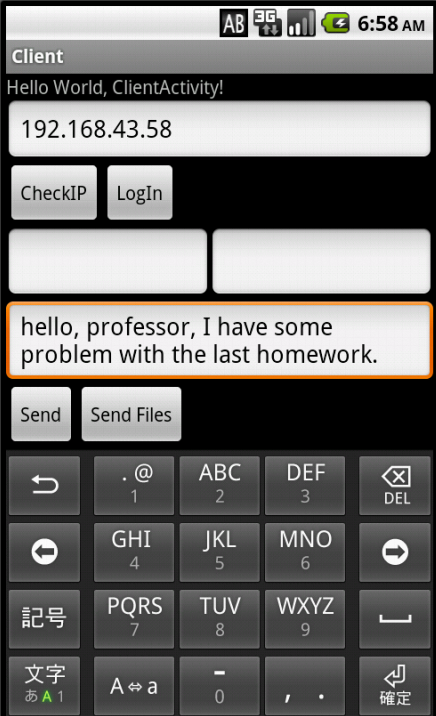 AB 3G 6:58 AM
Client
Hello World, ClientActivity!
192.168.43.58
CheckIP LogIn
hello, professor, I have some
problem with the last homework.
Send Send Files
. @ ABC DEF
1 2 3 DEL
GHI JKL MNO
4 5 6
記号 PQRS TUV WXYZ
7 8 9
文字 A⇔a - , .
あA1 0 確定